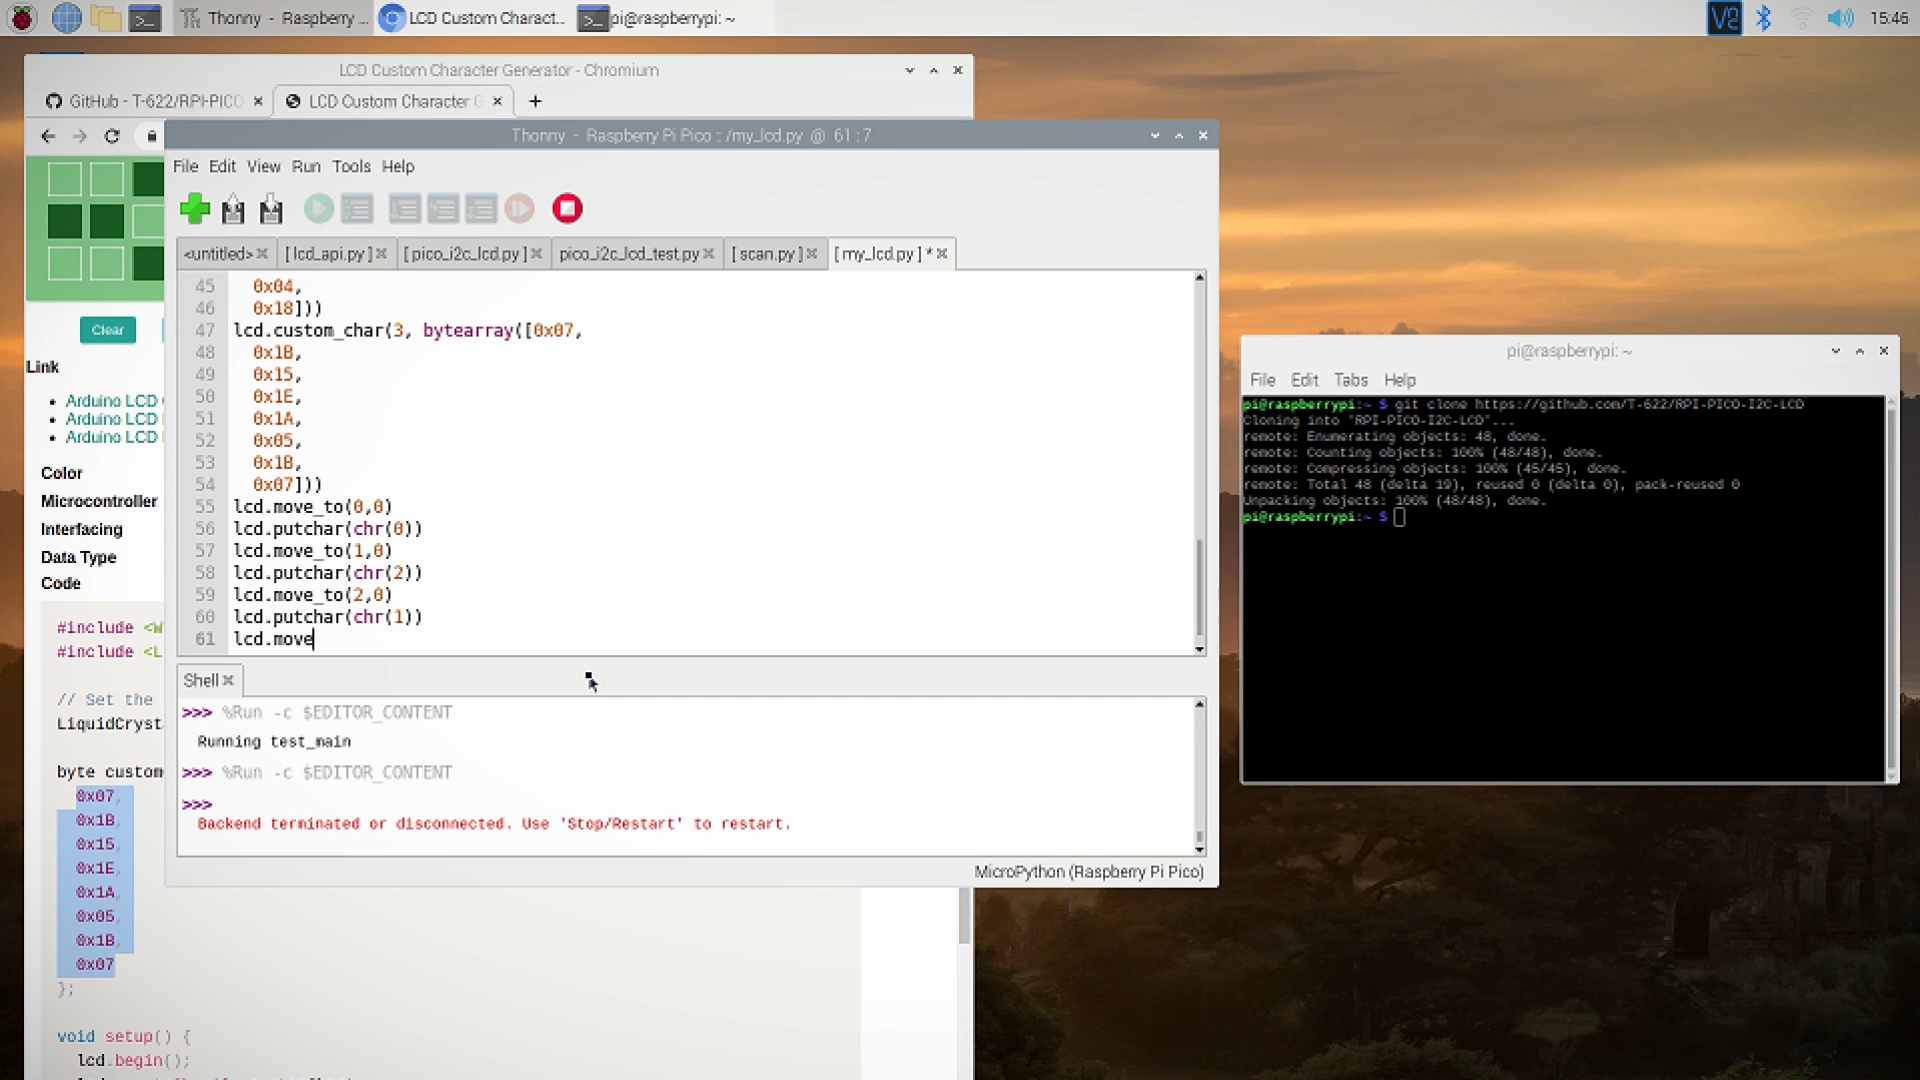 Thonny - Raspberry ...
LCD Custom Charact...
pi@raspberrypi: ~
V2
15:46
LCD Custom Character Generator - Chromium
GitHub - T-622/RPI-PICO
LCD Custom Character G
Thonny - Raspberry Pi Pico : /my_lcd.py @ 61 : 7
File Edit View Run Tools Help
<untitled>
[ lcd_api.py ]
[ pico_i2c_lcd.py ]
pico_i2c_lcd_test.py
[ scan.py ]
[ my_lcd.py ] *
45 0x04,
46 0x18]))
47 lcd.custom_char(3, bytearray([0x07,
48 0x1B,
49 0x15,
50 0x1E,
51 0x1A,
52 0x05,
53 0x1B,
54 0x07]))
55 lcd.move_to(0,0)
56 lcd.putchar(chr(0))
57 lcd.move_to(1,0)
58 lcd.putchar(chr(2))
59 lcd.move_to(2,0)
60 lcd.putchar(chr(1))
61 lcd.move
Shell
>>> %Run -c $EDITOR_CONTENT
Running test_main
>>> %Run -c $EDITOR_CONTENT
>>>
Backend terminated or disconnected. Use 'Stop/Restart' to restart.
MicroPython (Raspberry Pi Pico)
Clear
Link
Arduino LCD
Arduino LCD
Arduino LCD
Color
Microcontroller
Interfacing
Data Type
Code
#include <W
#include <L
// Set the
LiquidCryst
byte custom
0x07,
0x1B,
0x15,
0x1E,
0x1A,
0x05,
0x1B,
0x07
};
void setup() {
lcd.begin();
pi@raspberrypi: ~
File Edit Tabs Help
pi@raspberrypi:~ $ git clone https://github.com/T-622/RPI-PICO-I2C-LCD
Cloning into 'RPI-PICO-I2C-LCD'...
remote: Enumerating objects: 48, done.
remote: Counting objects: 100% (48/48), done.
remote: Compressing objects: 100% (45/45), done.
remote: Total 48 (delta 19), reused 0 (delta 0), pack-reused 0
Unpacking objects: 100% (48/48), done.
pi@raspberrypi:~ $